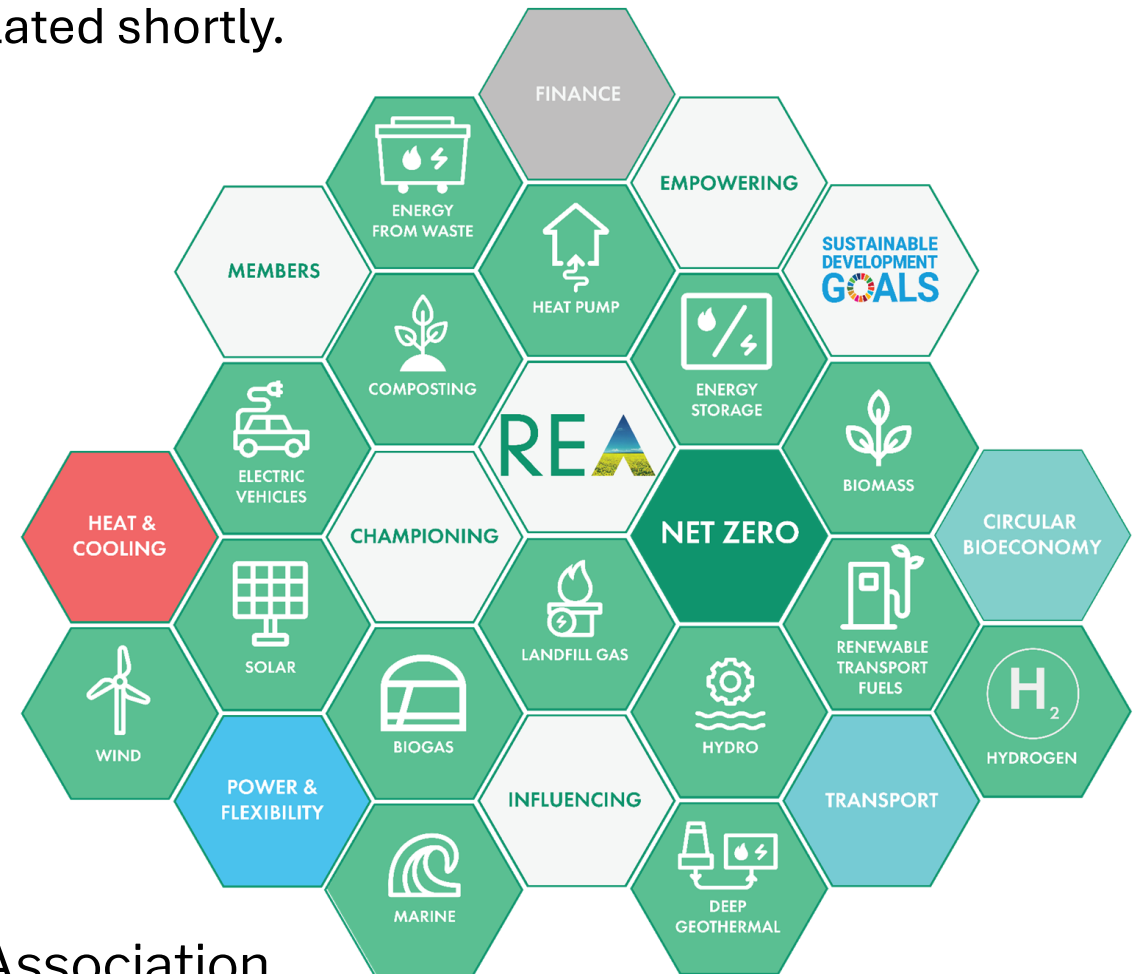 lated shortly.
FINANCE
ENERGY
FROM WASTE
EMPOWERING
MEMBERS
HEAT PUMP
SUSTAINABLE
DEVELOPMENT
GOALS
COMPOSTING
ENERGY
STORAGE
ELECTRIC
VEHICLES
REA
BIOMASS
HEAT &
COOLING
CHAMPIONING
NET ZERO
CIRCULAR
BIOECONOMY
SOLAR
LANDFILL GAS
RENEWABLE
TRANSPORT
FUELS
WIND
BIOGAS
HYDRO
H2
HYDROGEN
POWER &
FLEXIBILITY
INFLUENCING
TRANSPORT
MARINE
DEEP
GEOTHERMAL
Association